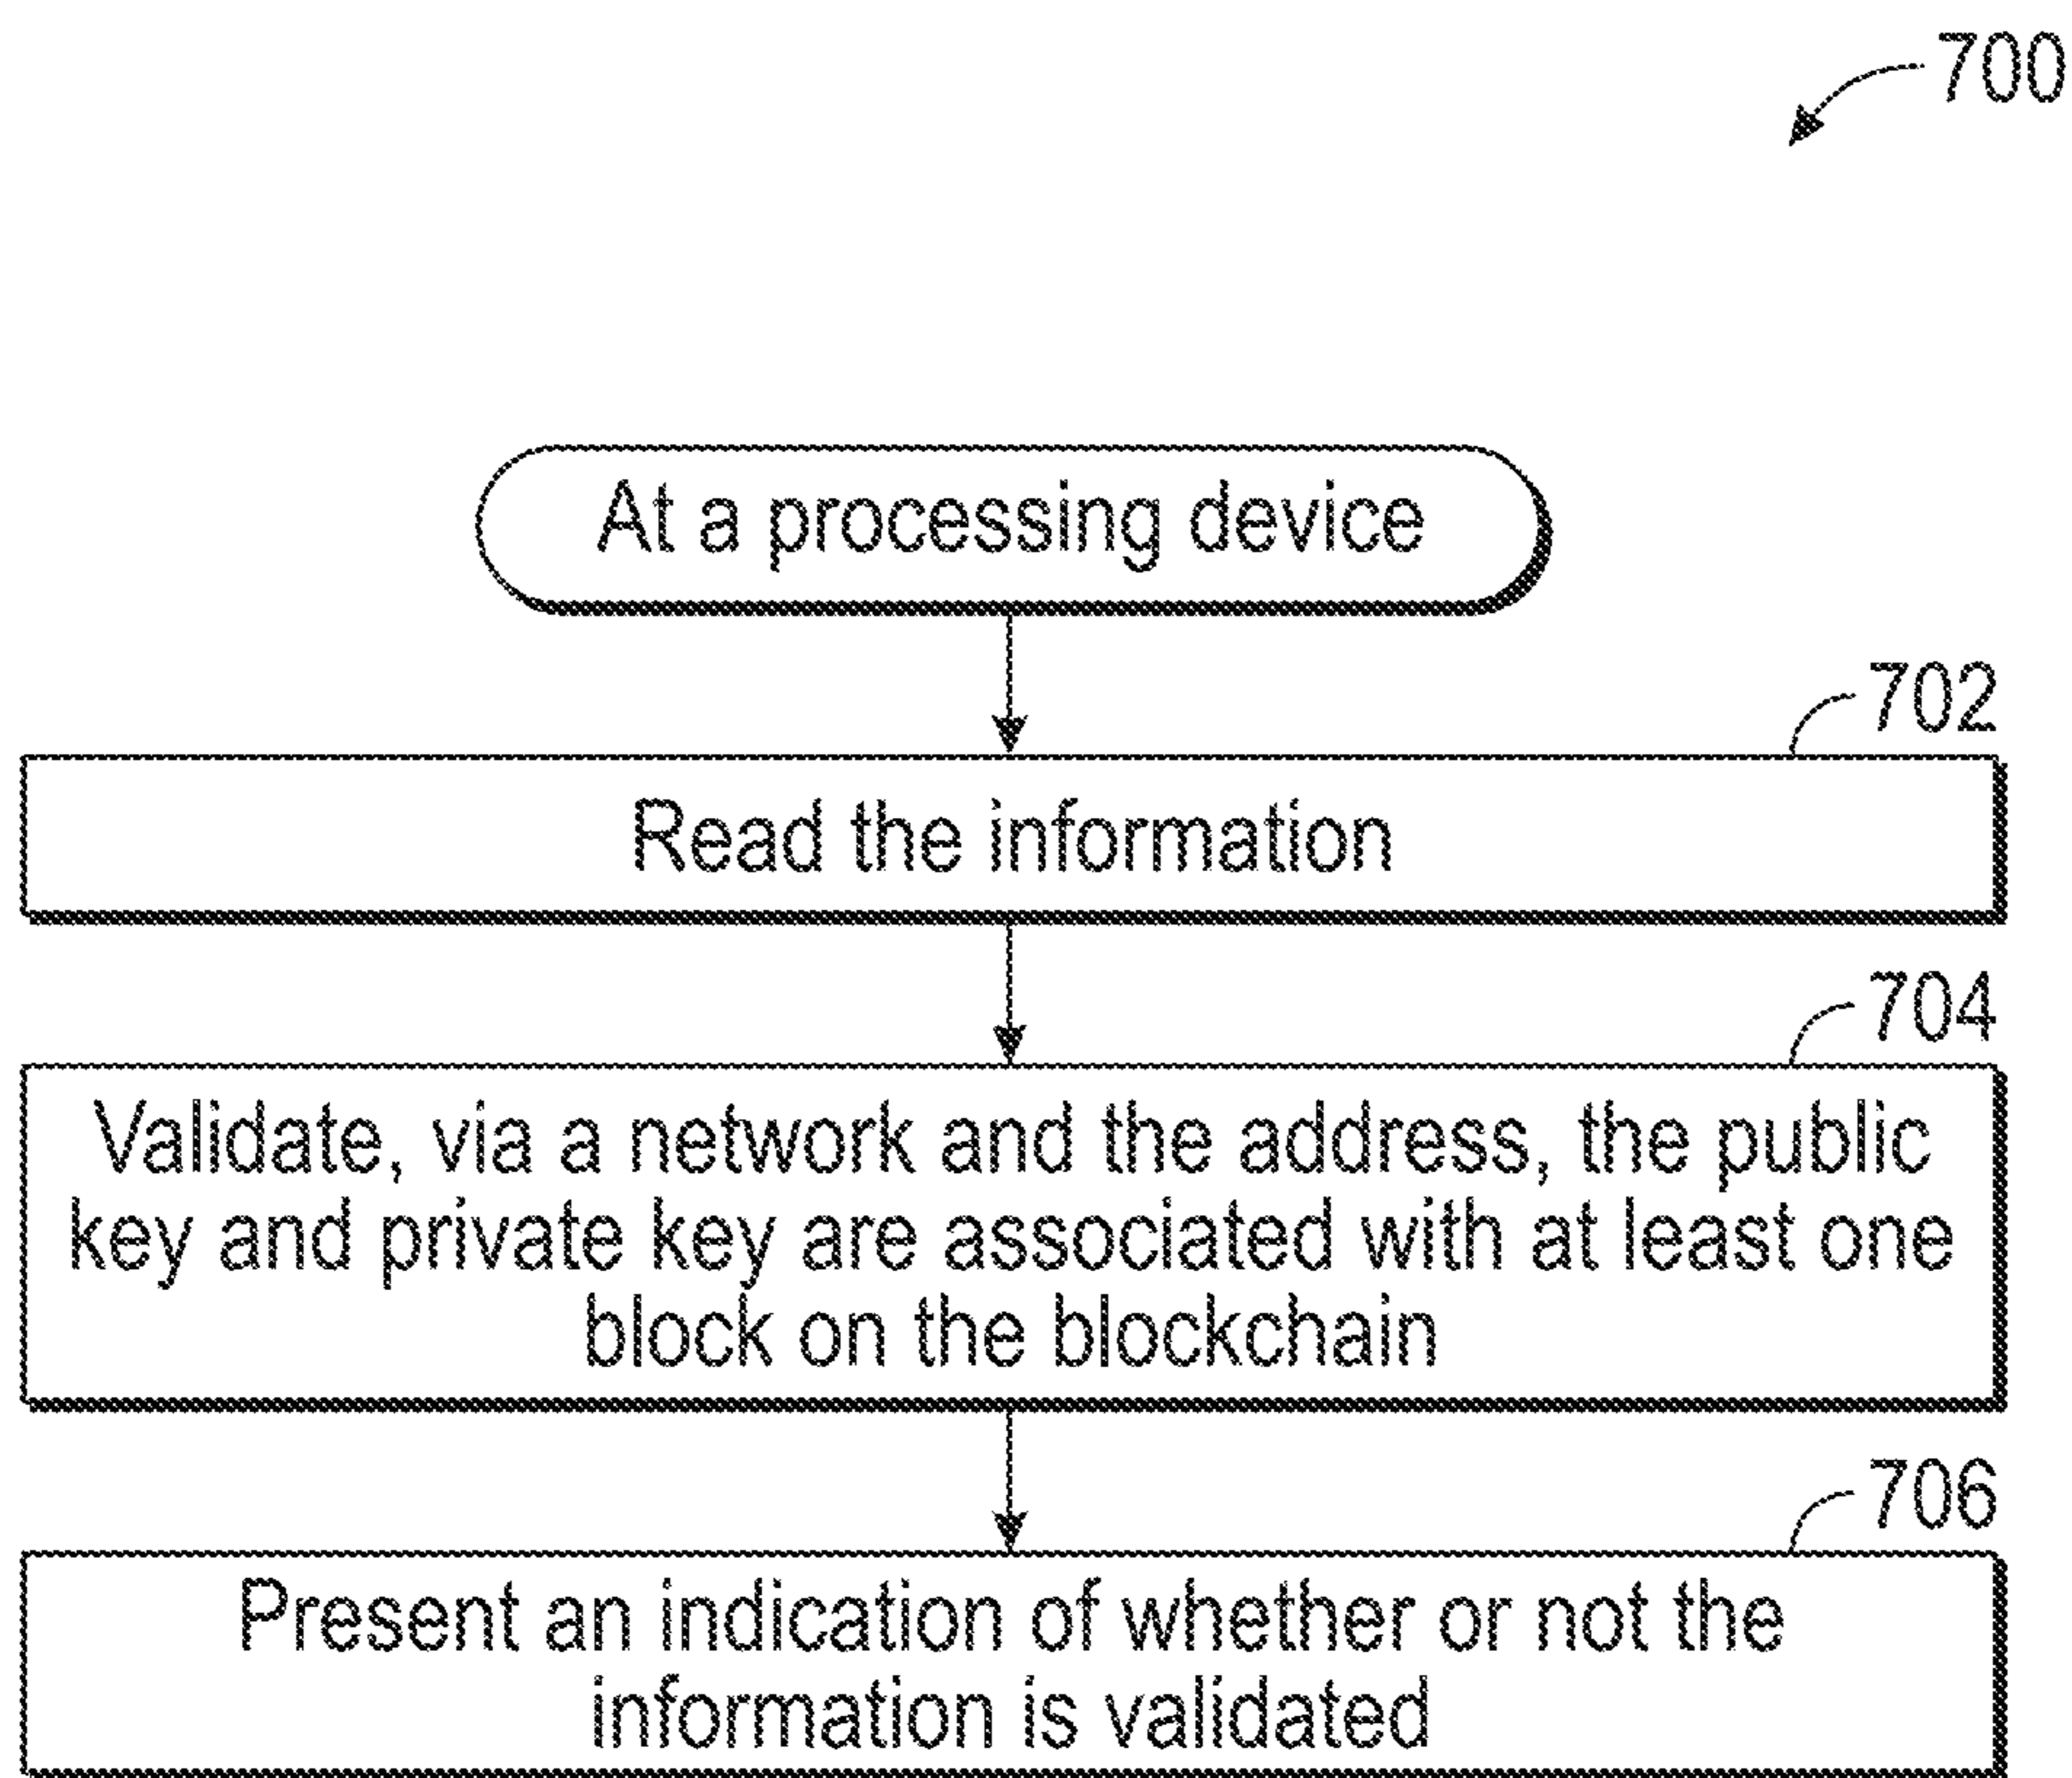 700
At a processing device
702
Read the information
704
Validate, via a network and the address, the public
key and private key are associated with at least one
block on the blockchain
706
Present an indication of whether or not the
information is validated